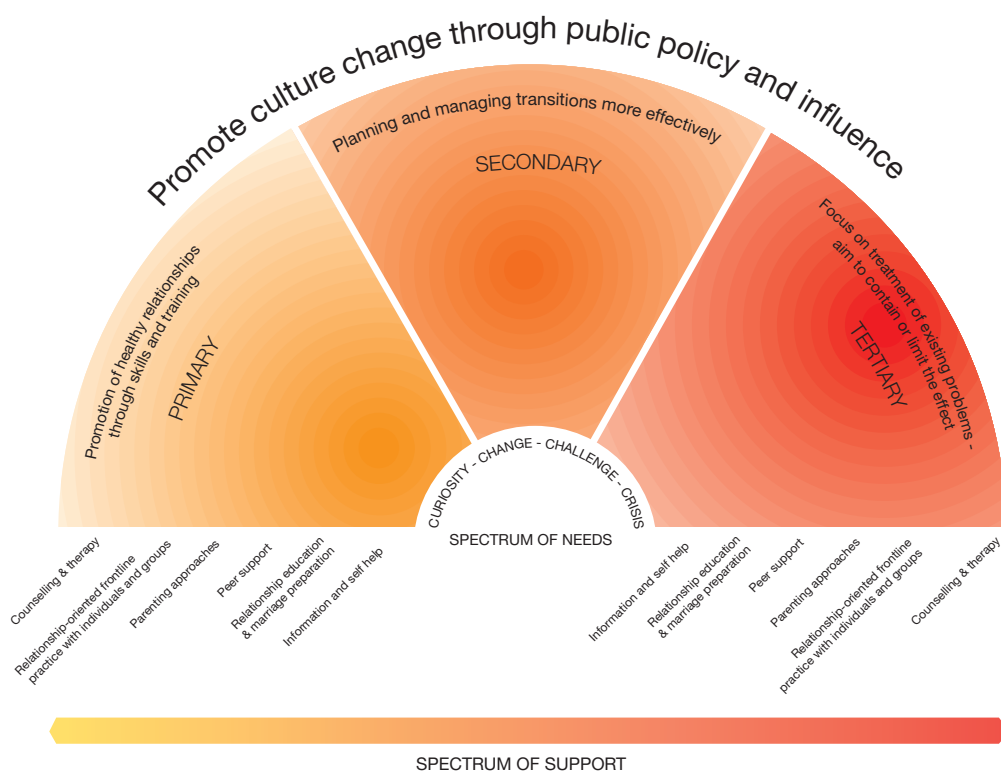 Promote culture change through public policy and influence
Planning and managing transitions more effectively
SECONDARY
Promotion of healthy relationships
through skills and training
PRIMARY
Focus on treatment of existing problems -
aim to contain or limit the effect
TERTIARY
CURIOSITY - CHANGE - CHALLENGE - CRISIS
SPECTRUM OF NEEDS
Counselling & therapy
Relationship-oriented frontline
practice with individuals and groups
Parenting approaches
Peer support
Relationship education
& marriage preparation
Information and self help
Information and self help
Relationship education
& marriage preparation
Peer support
Parenting approaches
Relationship-oriented frontline
practice with individuals and groups
Counselling & therapy
SPECTRUM OF SUPPORT